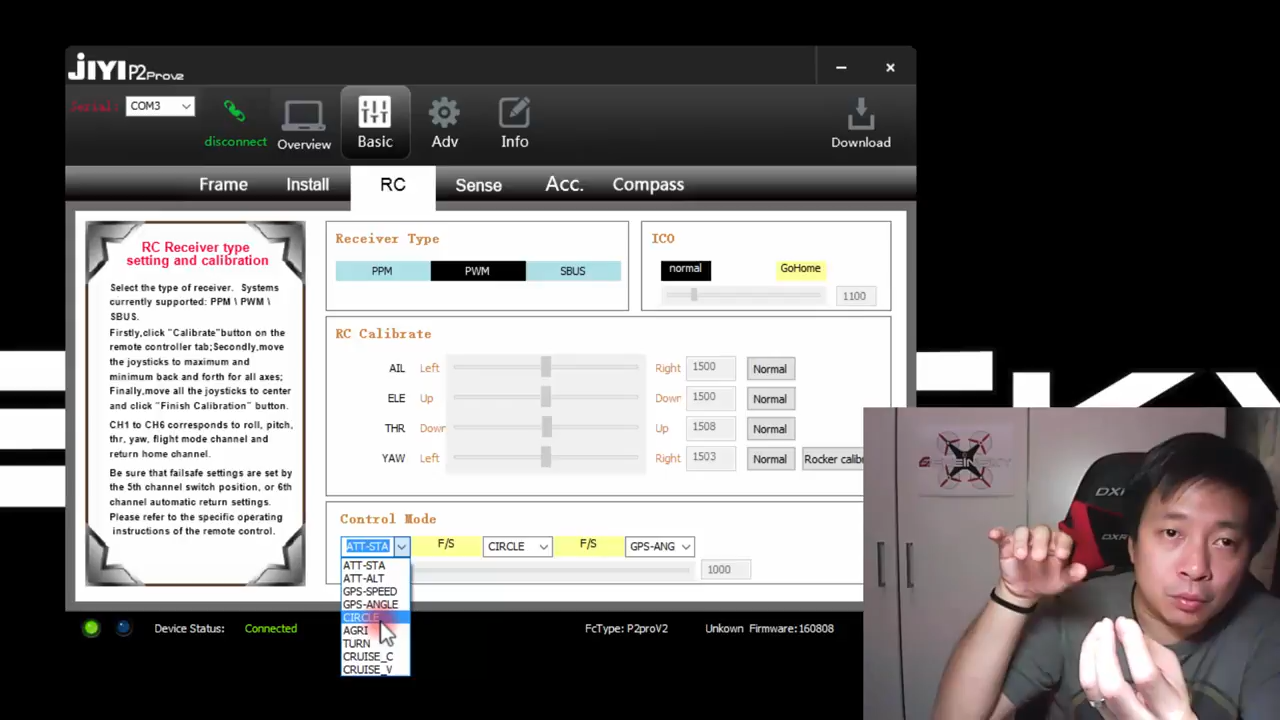 JIYI P2 Prov2
Serial: COM3
disconnect
Overview
Basic
Adv
Info
Download
Frame
Install
RC
Sense
Acc.
Compass
RC Receiver type
setting and calibration
Select the type of receiver. Systems
currently supported: PPM \ PWM \
SBUS.
Firstly,click "Calibrate"button on the
remote controller tab;Secondly,move
the joysticks to maximum and
minimum back and forth for all axes;
Finally,move all the joysticks to center
and click "Finish Calibration" button.
CH1 to CH6 corresponds to roll, pitch,
thr, yaw, flight mode channel and
return home channel.
Be sure that failsafe settings are set by
the 5th channel switch position, or 6th
channel automatic return settings.
Please refer to the specific operating
instructions of the remote control.
Receiver Type
PPM
PWM
SBUS
ICO
normal
GoHome
1100
RC Calibrate
AIL Left Right 1500 Normal
ELE Up Down 1500 Normal
THR Down Up 1508 Normal
YAW Left Right 1503 Normal Rocker calib
Control Mode
ATT-STA F/S CIRCLE F/S GPS-ANG
1000
ATT-STA
ATT-ALT
GPS-SPEED
GPS-ANGLE
CIRCLE
AGRI
TURN
CRUISE_C
CRUISE_V
Device Status: Connected
FcType: P2proV2
Unkown Firmware:160808